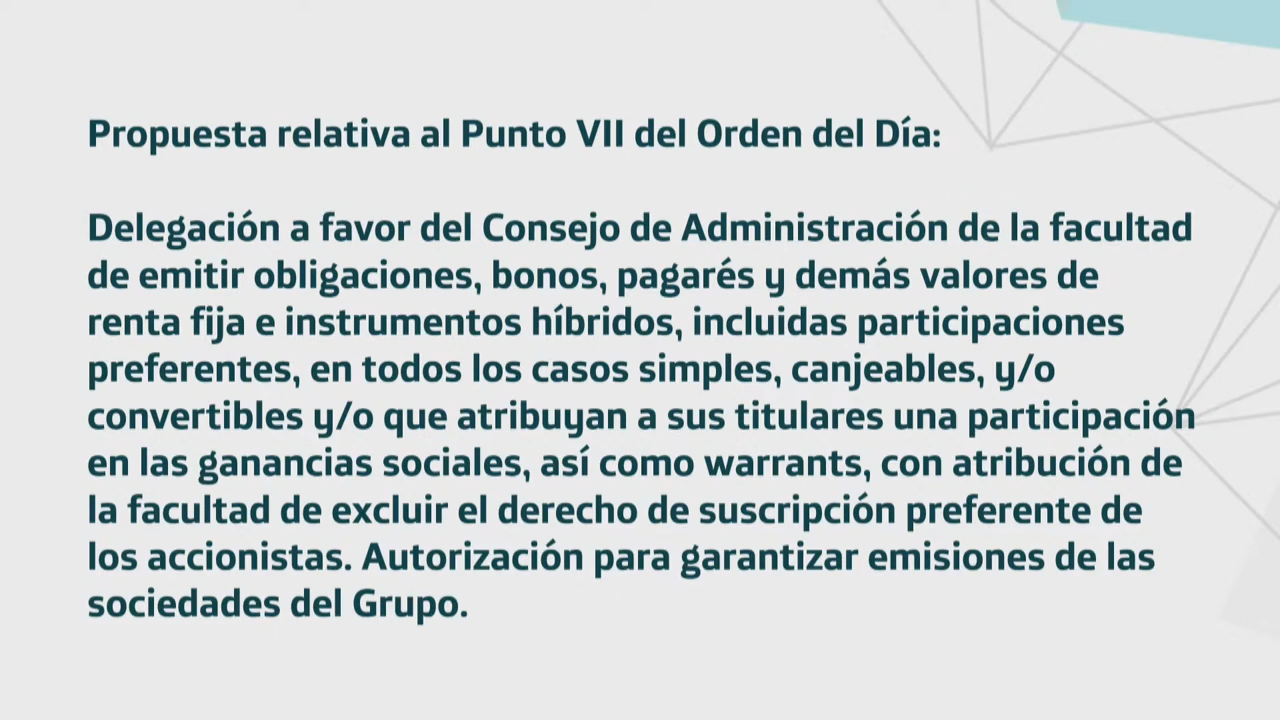 Propuesta relativa al Punto VII del Orden del Día:
Delegación a favor del Consejo de Administración de la facultad
de emitir obligaciones, bonos, pagarés y demás valores de
renta fija e instrumentos híbridos, incluidas participaciones
preferentes, en todos los casos simples, canjeables, y/o
convertibles y/o que atribuyan a sus titulares una participación
en las ganancias sociales, así como warrants, con atribución de
la facultad de excluir el derecho de suscripción preferente de
los accionistas. Autorización para garantizar emisiones de las
sociedades del Grupo.